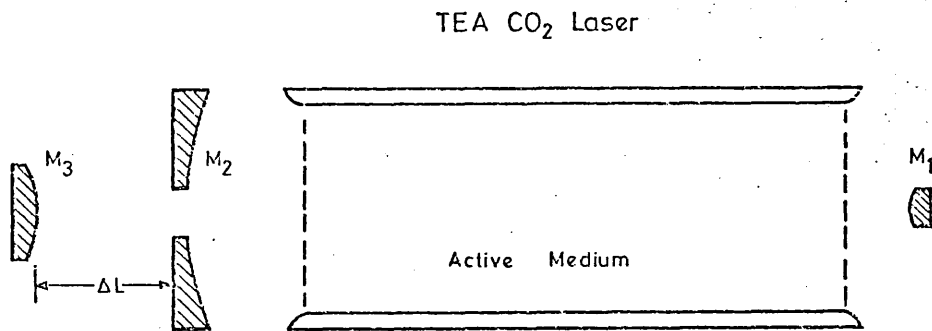 TEA CO₂ Laser
M₃
M₂
M₁
Active Medium
ΔL